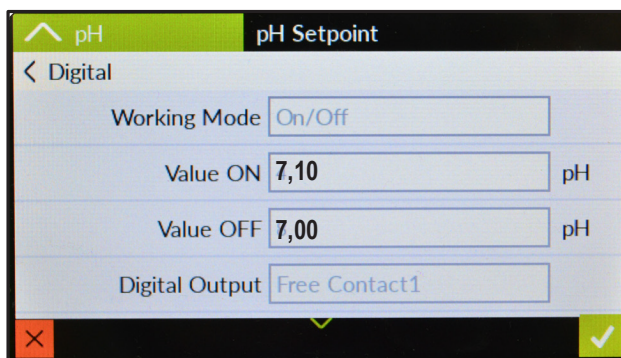 pH pH Setpoint
Digital
Working Mode On/Off
Value ON 7,10 pH
Value OFF 7,00 pH
Digital Output Free Contact1